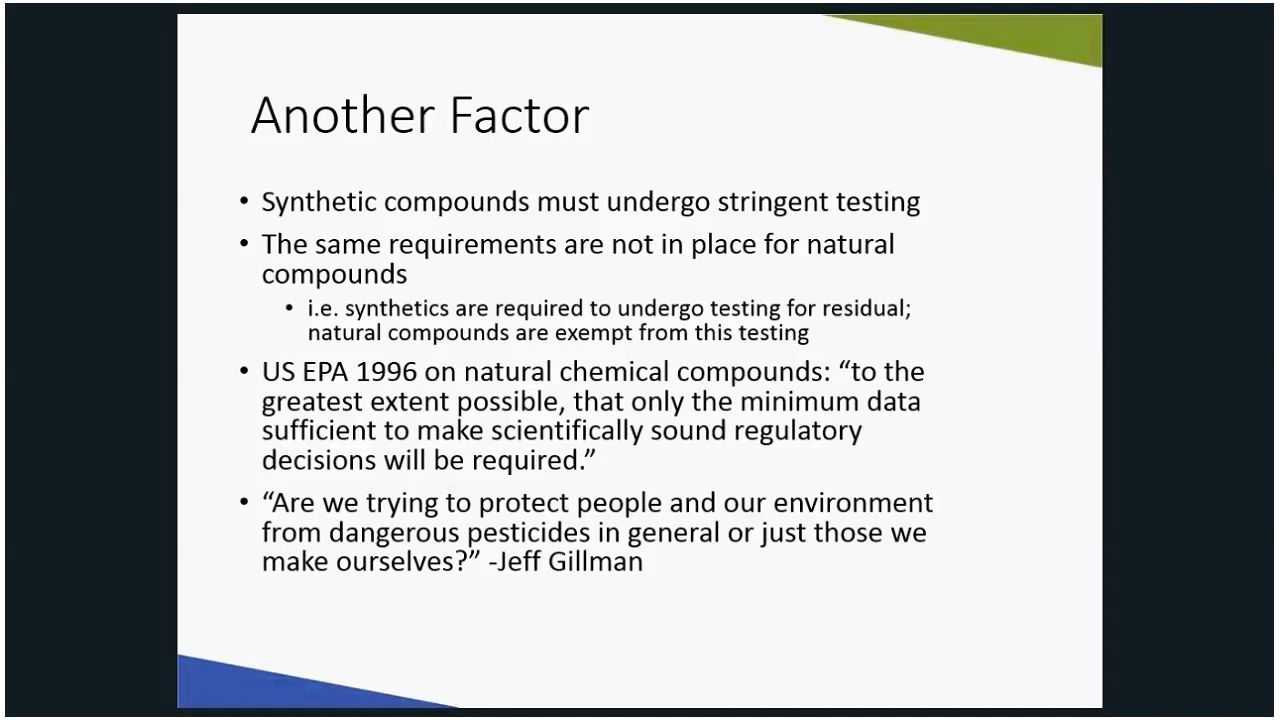 Another Factor
• Synthetic compounds must undergo stringent testing
• The same requirements are not in place for natural
compounds
• i.e. synthetics are required to undergo testing for residual;
natural compounds are exempt from this testing
• US EPA 1996 on natural chemical compounds: “to the
greatest extent possible, that only the minimum data
sufficient to make scientifically sound regulatory
decisions will be required.”
• “Are we trying to protect people and our environment
from dangerous pesticides in general or just those we
make ourselves?” -Jeff Gillman